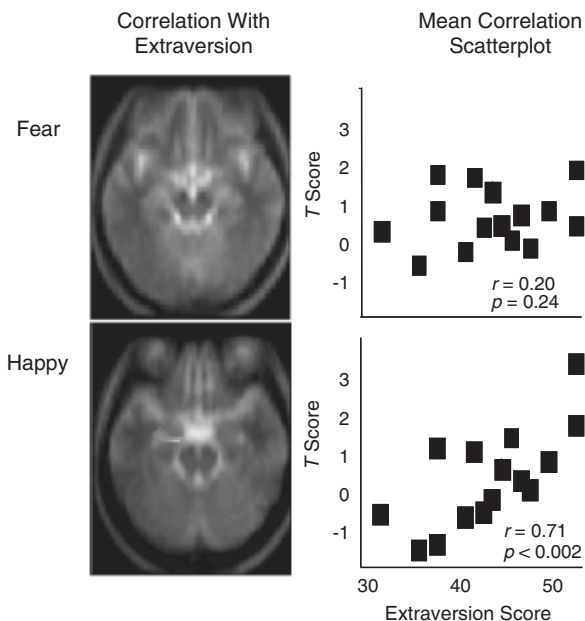 Correlation With
Extraversion
Mean Correlation
Scatterplot
Fear
T Score
3
2
1
0
-1
r = 0.20
p = 0.24
Happy
T Score
3
2
1
0
-1
r = 0.71
p < 0.002
30 40 50
Extraversion Score